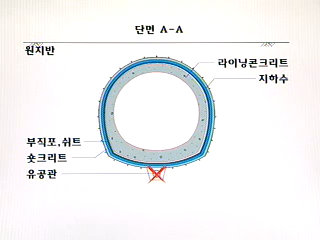 단면 A-A
원지반
라이닝콘크리트
지하수
부직포,쉬트
숏크리트
유공관